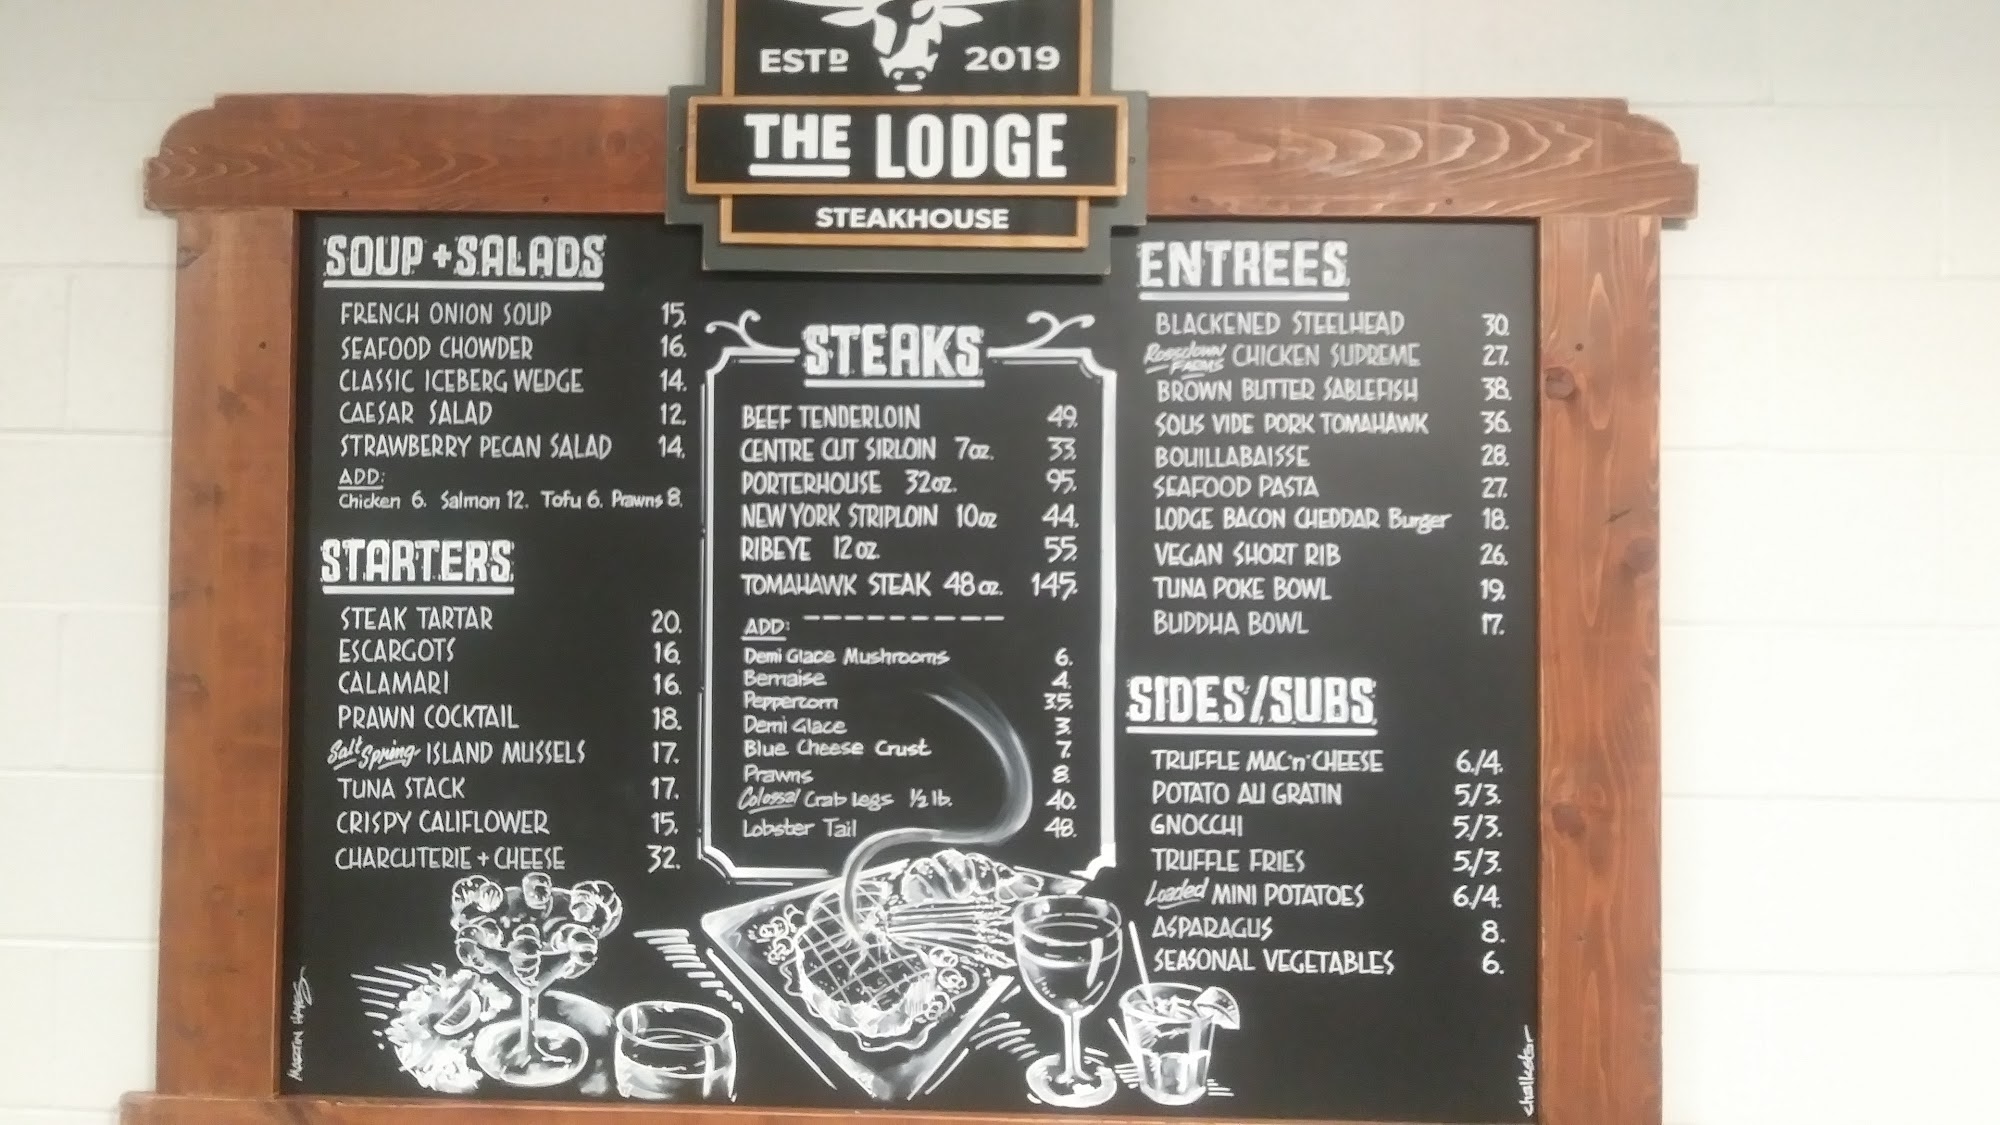 ESTD 2019
THE LODGE
STEAKHOUSE
SOUP + SALADS
FRENCH ONION SOUP 15.
SEAFOOD CHOWDER 16.
CLASSIC ICEBERG WEDGE 14.
CAESAR SALAD 12.
STRAWBERRY PECAN SALAD 14.
ADD:
Chicken 6. Salmon 12. Tofu 6. Prawns 8.
STARTERS
STEAK TARTAR 20.
ESCARGOTS 16.
CALAMARI 16.
PRAWN COCKTAIL 18.
Salt Spring ISLAND MUSSELS 17.
TUNA STACK 17.
CRISPY CALIFLOWER 15.
CHARCUTERIE + CHEESE 32.
STEAKS
BEEF TENDERLOIN 49.
CENTRE CUT SIRLOIN 7oz. 33.
PORTERHOUSE 32oz. 95.
NEW YORK STRIPLOIN 10oz 44.
RIBEYE 12oz. 55.
TOMAHAWK STEAK 48oz. 145.
ADD:
Demi Glace Mushrooms 6.
Bernaise 4.
Peppercorn 3.5.
Demi Glace 3.
Blue Cheese Crust 7.
Prawns 8.
Colossal Crab Legs ½ lb. 40.
Lobster Tail 48.
ENTREES
BLACKENED STEELHEAD 30.
Rossdown FARMS CHICKEN SUPREME 27.
BROWN BUTTER SABLEFISH 38.
SOUS VIDE PORK TOMAHAWK 36.
BOUILLABAISSE 28.
SEAFOOD PASTA 27.
LODGE BACON CHEDDAR Burger 18.
VEGAN SHORT RIB 26.
TUNA POKE BOWL 19.
BUDDHA BOWL 17.
SIDES/SUBS
TRUFFLE MAC'n'CHEESE 6./4.
POTATO AU GRATIN 5/3.
GNOCCHI 5./3.
TRUFFLE FRIES 5./3.
Loaded MINI POTATOES 6./4.
ASPARAGUS 8.
SEASONAL VEGETABLES 6.
MARTIN HAYES
chalkster